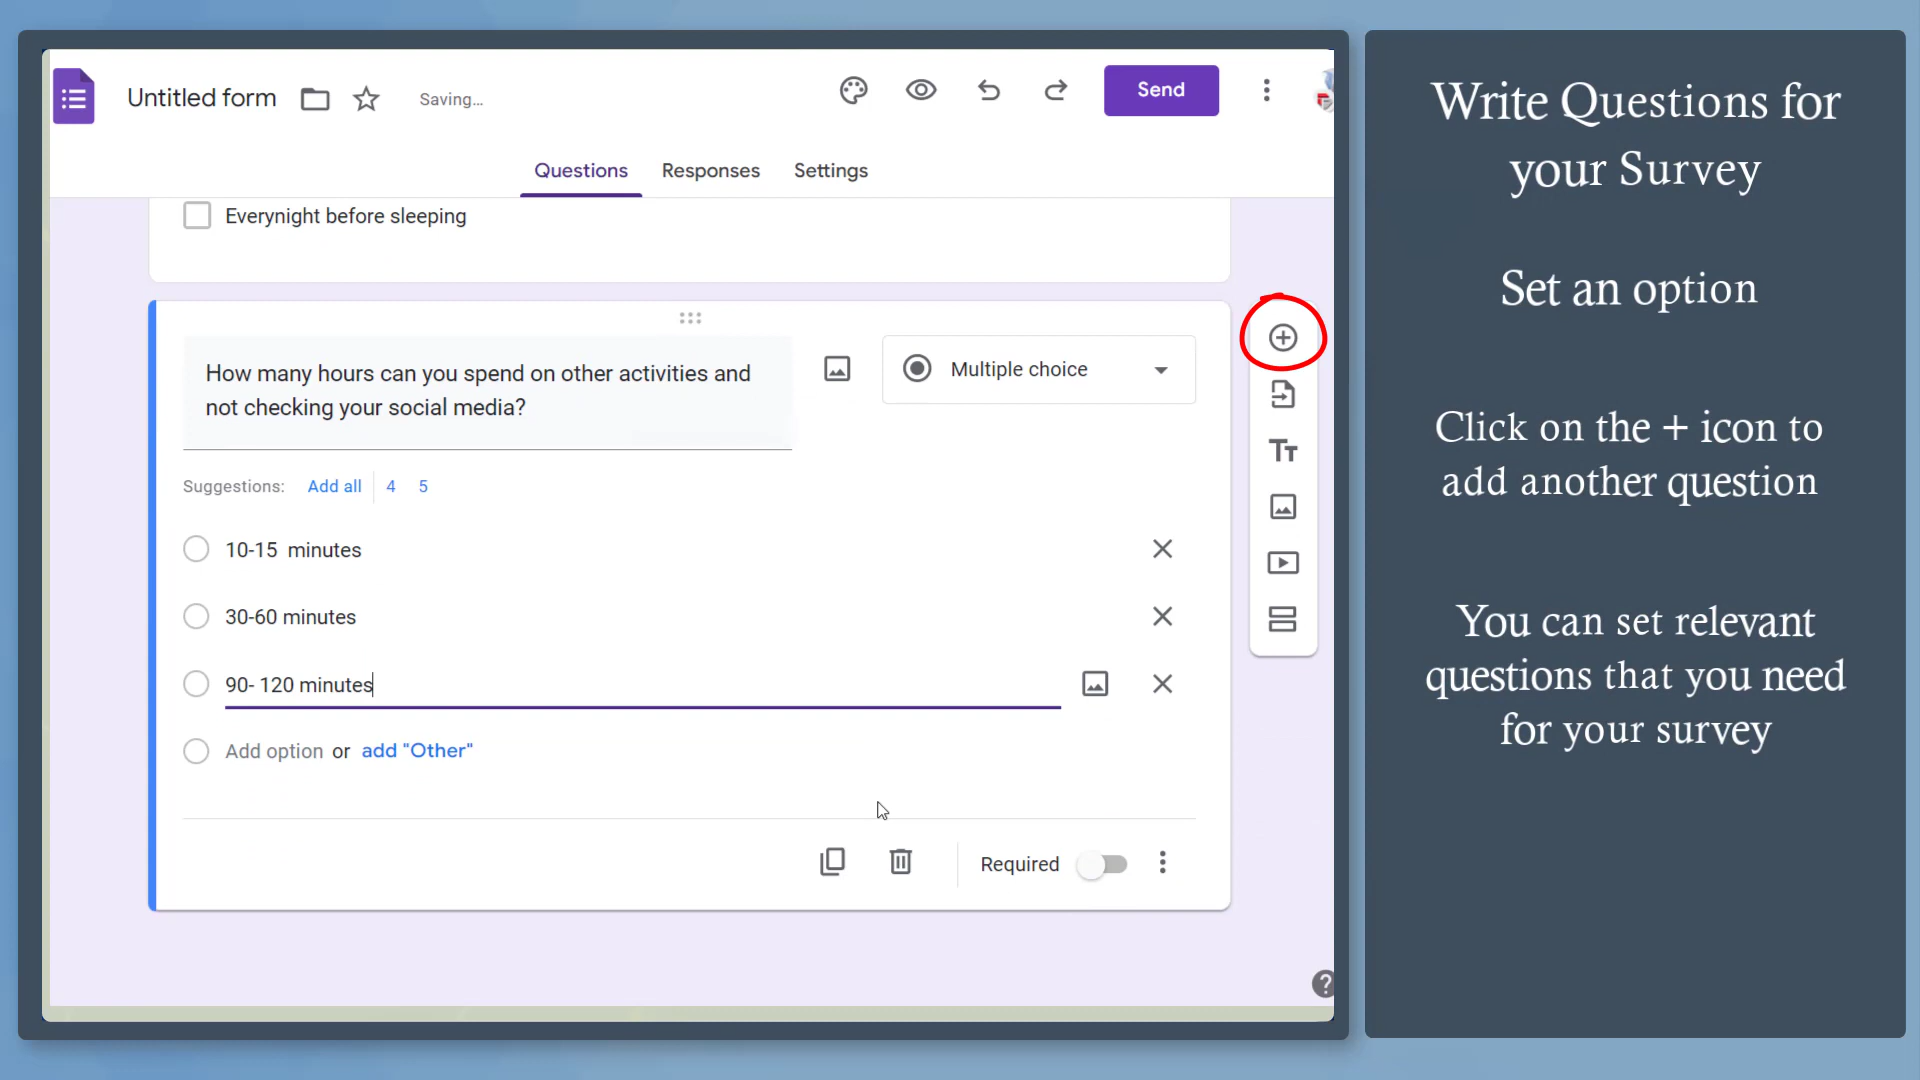 Untitled form
Saving...
Send
Questions Responses Settings
Everynight before sleeping
How many hours can you spend on other activities and
not checking your social media?
Multiple choice
Suggestions: Add all 4 5
10-15  minutes
30-60 minutes
90- 120 minutes
Add option or add "Other"
Required
Write Questions for
your Survey
Set an option
Click on the + icon to
add another question
You can set relevant
questions that you need
for your survey